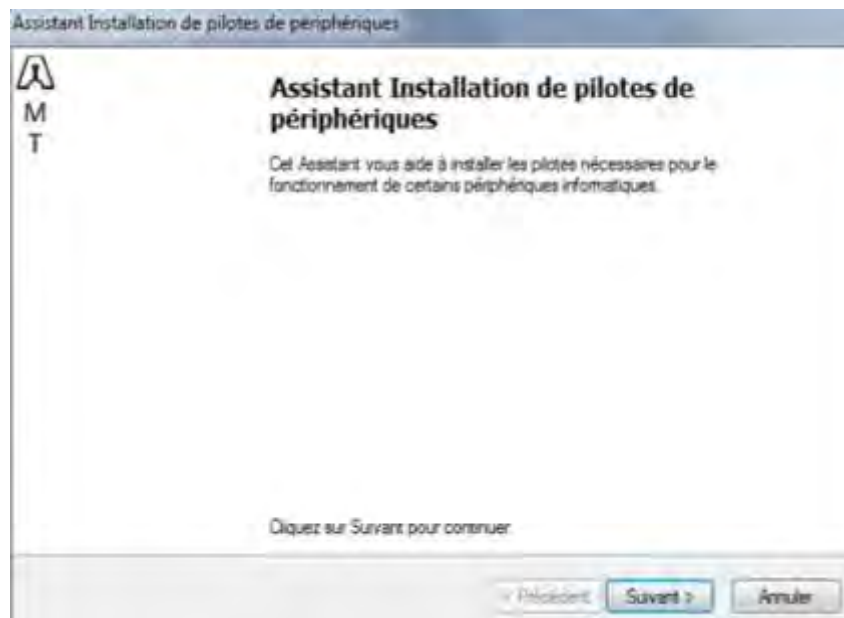 Assistant Installation de pilotes de périphériques
M
T
Assistant Installation de pilotes de
périphériques
Cet Assistant vous aide à installer les pilotes nécessaires pour le
fonctionnement de certains périphériques informatiques.
Cliquez sur Suivant pour continuer
< Précédent
Suivant >
Annuler